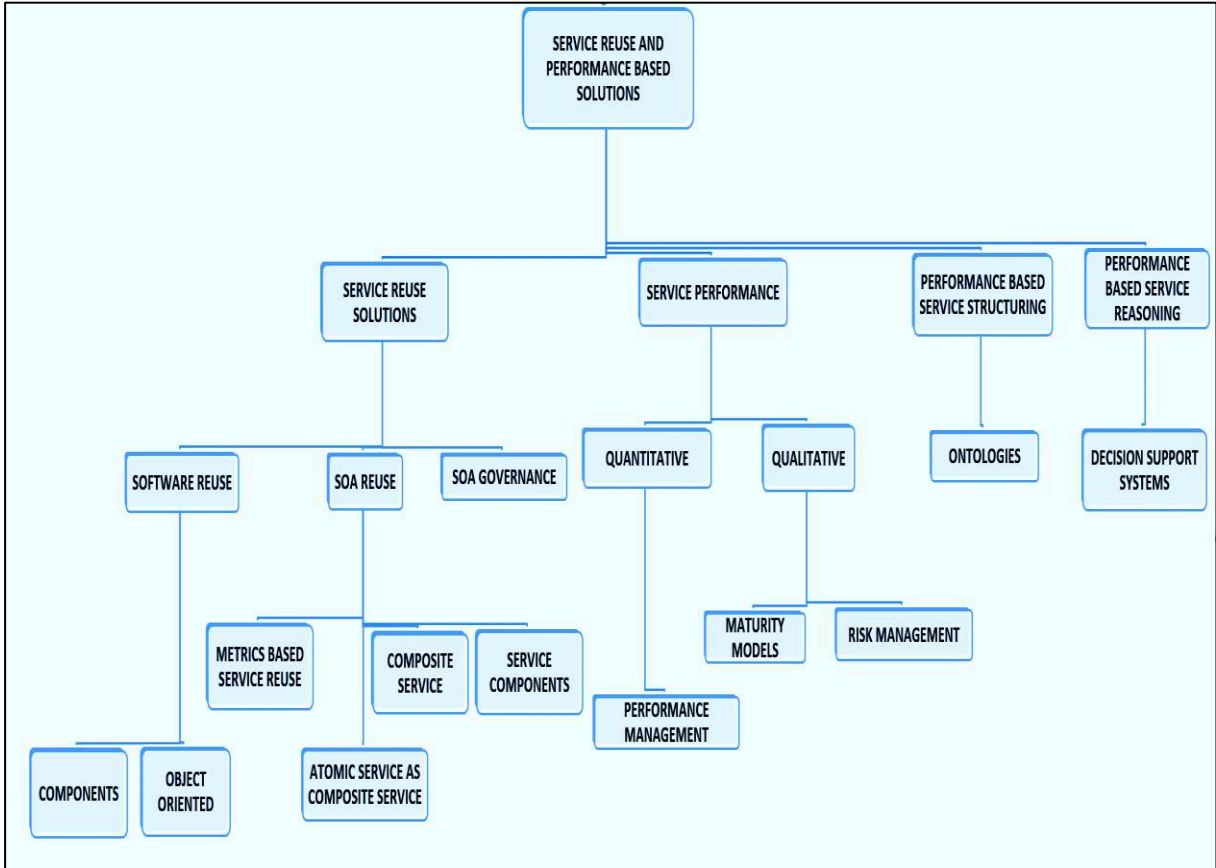 SERVICE REUSE AND
PERFORMANCE BASED
SOLUTIONS
SERVICE REUSE
SOLUTIONS
SERVICE PERFORMANCE
PERFORMANCE BASED
SERVICE STRUCTURING
PERFORMANCE
BASED SERVICE
REASONING
SOFTWARE REUSE
SOA REUSE
SOA GOVERNANCE
QUANTITATIVE
QUALITATIVE
ONTOLOGIES
DECISION SUPPORT
SYSTEMS
METRICS BASED
SERVICE REUSE
COMPOSITE
SERVICE
SERVICE
COMPONENTS
MATURITY
MODELS
RISK MANAGEMENT
PERFORMANCE
MANAGEMENT
COMPONENTS
OBJECT
ORIENTED
ATOMIC SERVICE AS
COMPOSITE SERVICE